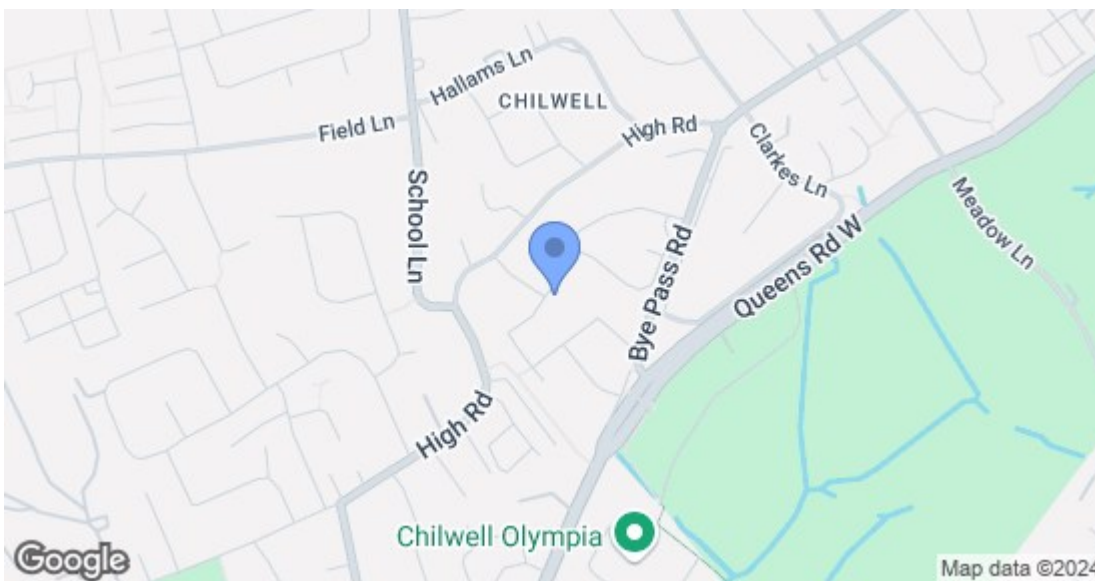 Hallams Ln
CHILWELL
Field Ln
High Rd
Clarkes Ln
School Ln
Meadow Ln
Queens Rd W
Bye Pass Rd
High Rd
Chilwell Olympia
Google
Map data ©2024